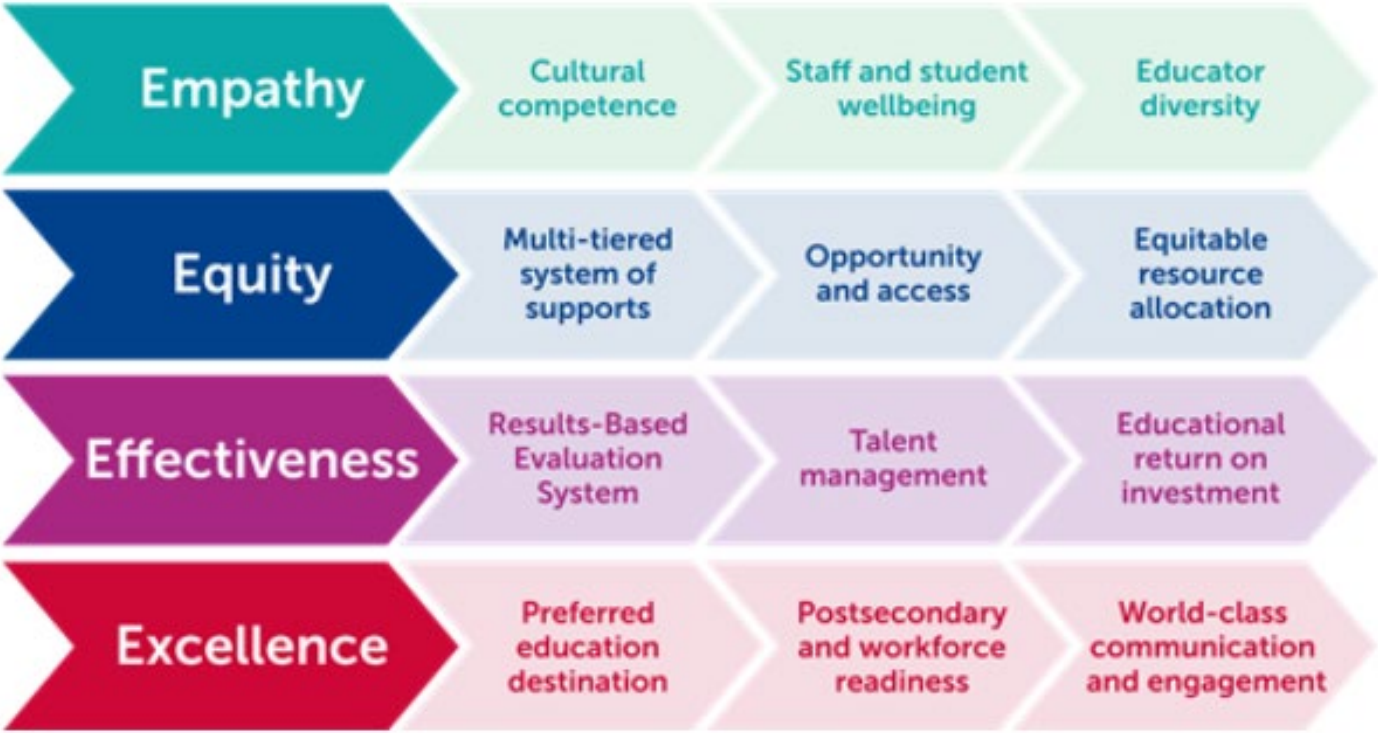 Empathy
Cultural
competence
Staff and student
wellbeing
Educator
diversity
Equity
Multi-tiered
system of
supports
Opportunity
and access
Equitable
resource
allocation
Effectiveness
Results-Based
Evaluation
System
Talent
management
Educational
return on
investment
Excellence
Preferred
education
destination
Postsecondary
and workforce
readiness
World-class
communication
and engagement